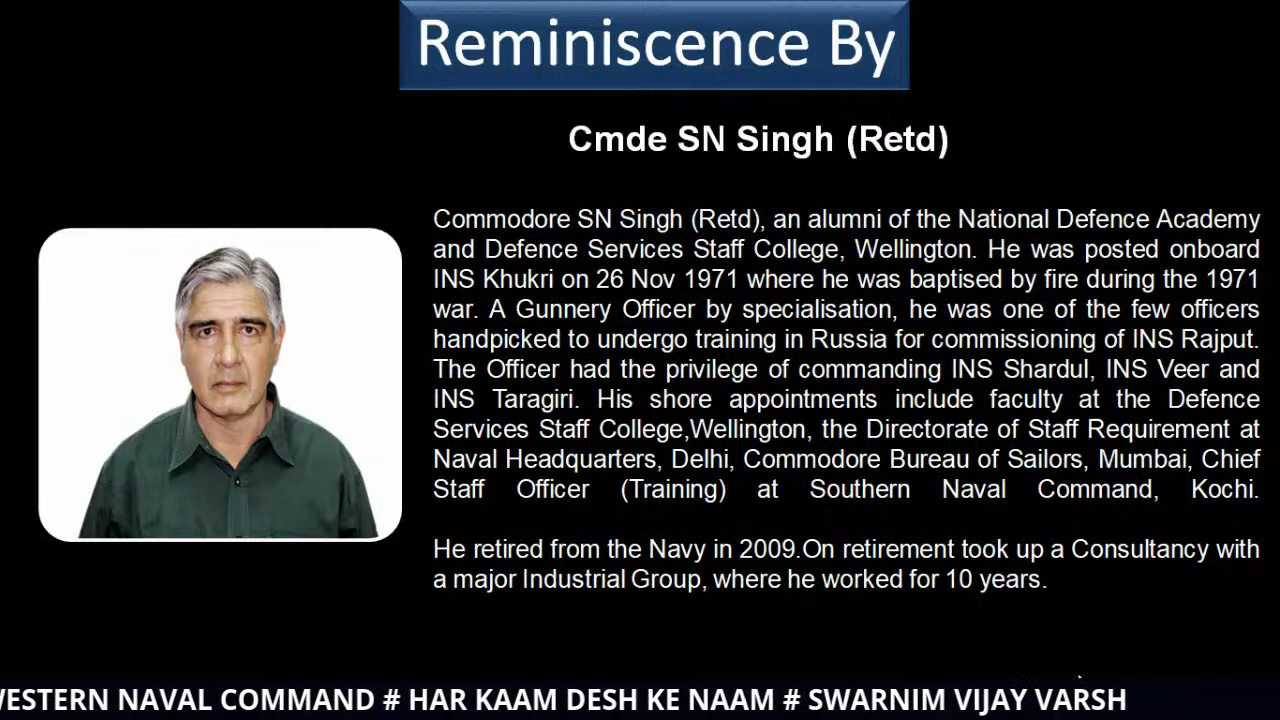 Reminiscence By
Cmde SN Singh (Retd)
Commodore SN Singh (Retd), an alumni of the National Defence Academy
and Defence Services Staff College, Wellington. He was posted onboard
INS Khukri on 26 Nov 1971 where he was baptised by fire during the 1971
war. A Gunnery Officer by specialisation, he was one of the few officers
handpicked to undergo training in Russia for commissioning of INS Rajput.
The Officer had the privilege of commanding INS Shardul, INS Veer and
INS Taragiri. His shore appointments include faculty at the Defence
Services Staff College,Wellington, the Directorate of Staff Requirement at
Naval Headquarters, Delhi, Commodore Bureau of Sailors, Mumbai, Chief
Staff Officer (Training) at Southern Naval Command, Kochi.
He retired from the Navy in 2009.On retirement took up a Consultancy with
a major Industrial Group, where he worked for 10 years.
WESTERN NAVAL COMMAND # HAR KAAM DESH KE NAAM # SWARNIM VIJAY VARSH